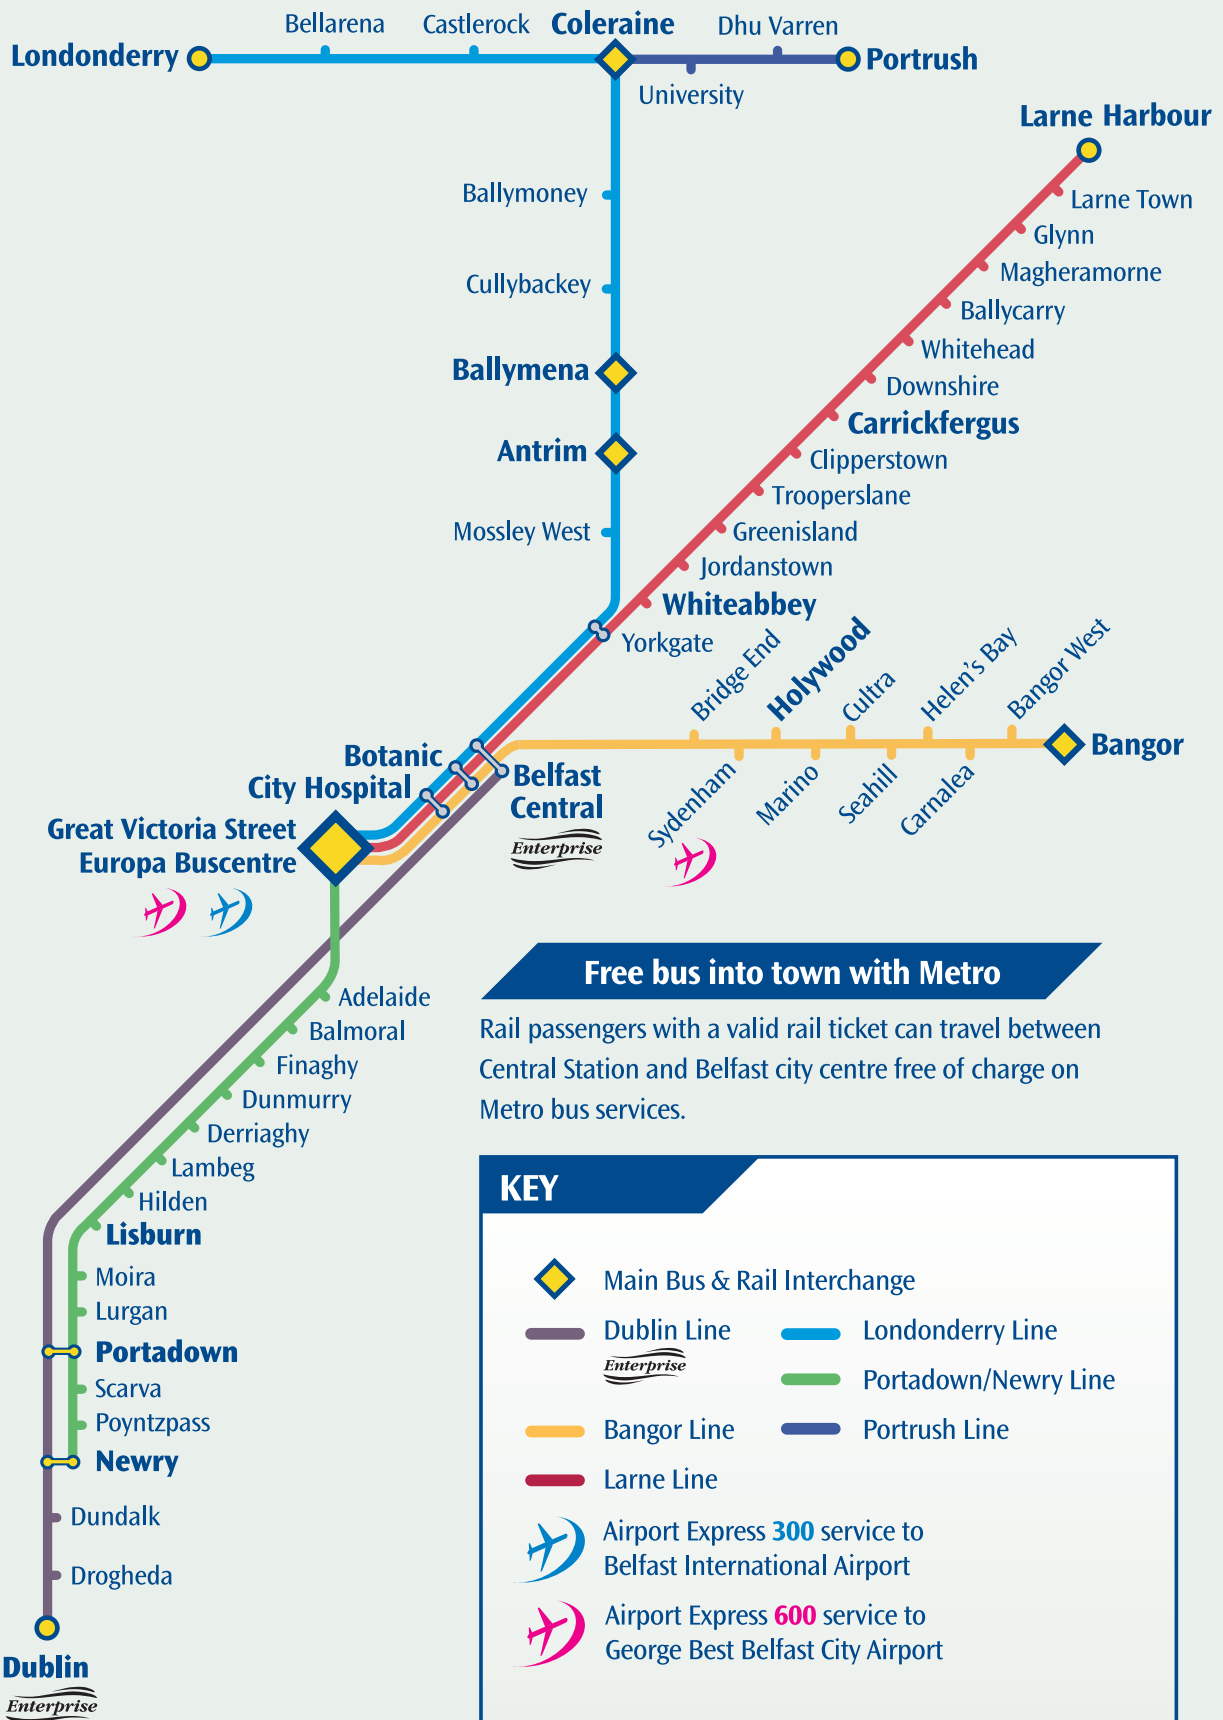 Bellarena
Castlerock
Coleraine
Dhu Varren
Londonderry
Portrush
University
Larne Harbour
Ballymoney
Larne Town
Glynn
Magheramorne
Cullybackey
Ballycarry
Whitehead
Ballymena
Downshire
Carrickfergus
Antrim
Clipperstown
Trooperslane
Mossley West
Greenisland
Jordanstown
Whiteabbey
Yorkgate
Bridge End
Holywood
Cultra
Helen's Bay
Bangor West
Bangor
Botanic
City Hospital
Belfast
Central
Enterprise
Sydenham
Marino
Seahill
Carnalea
Great Victoria Street
Europa Buscentre
Free bus into town with Metro
Rail passengers with a valid rail ticket can travel between
Central Station and Belfast city centre free of charge on
Metro bus services.
Adelaide
Balmoral
Finaghy
Dunmurry
Derriaghy
Lambeg
Hilden
Lisburn
Moira
Lurgan
Portadown
Scarva
Poyntzpass
Newry
Dundalk
Drogheda
Dublin
Enterprise
KEY
Main Bus & Rail Interchange
Dublin Line
Enterprise
Londonderry Line
Portadown/Newry Line
Bangor Line
Portrush Line
Larne Line
Airport Express 300 service to
Belfast International Airport
Airport Express 600 service to
George Best Belfast City Airport